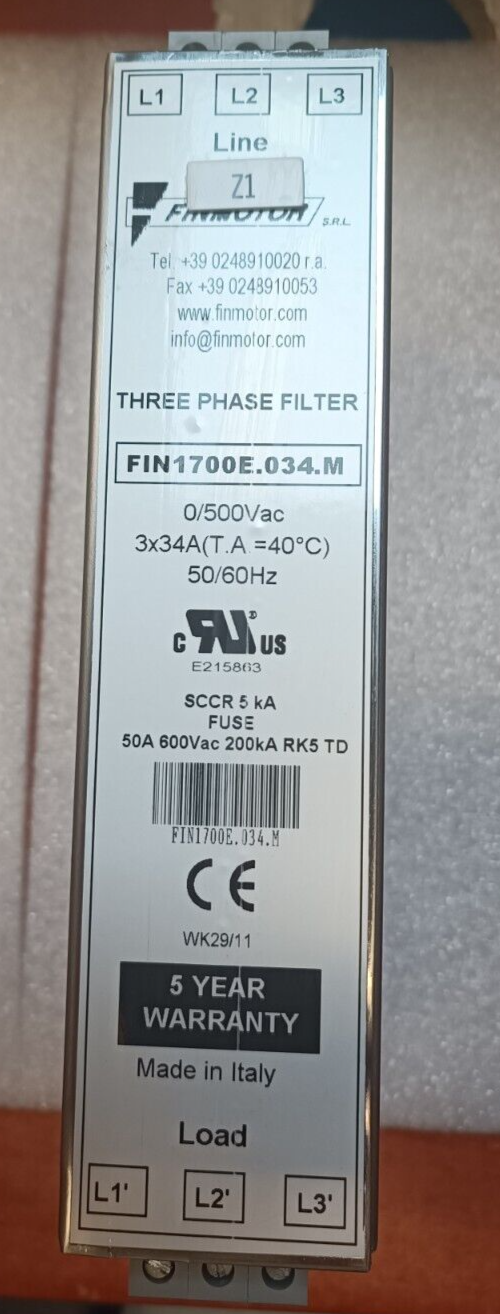 L1 L2 L3
Line
Z1
FINMOTOR S.R.L.
Tel. +39 0248910020 r.a.
Fax +39 0248910053
www.finmotor.com
info@finmotor.com
THREE PHASE FILTER
FIN1700E.034.M
0/500Vac
3x34A(T.A.=40°C)
50/60Hz
c RU ® US
E215863
SCCR 5 kA
FUSE
50A 600Vac 200kA RK5 TD
FIN1700E.034.M
CE
WK29/11
5 YEAR
WARRANTY
Made in Italy
Load
L1' L2' L3'